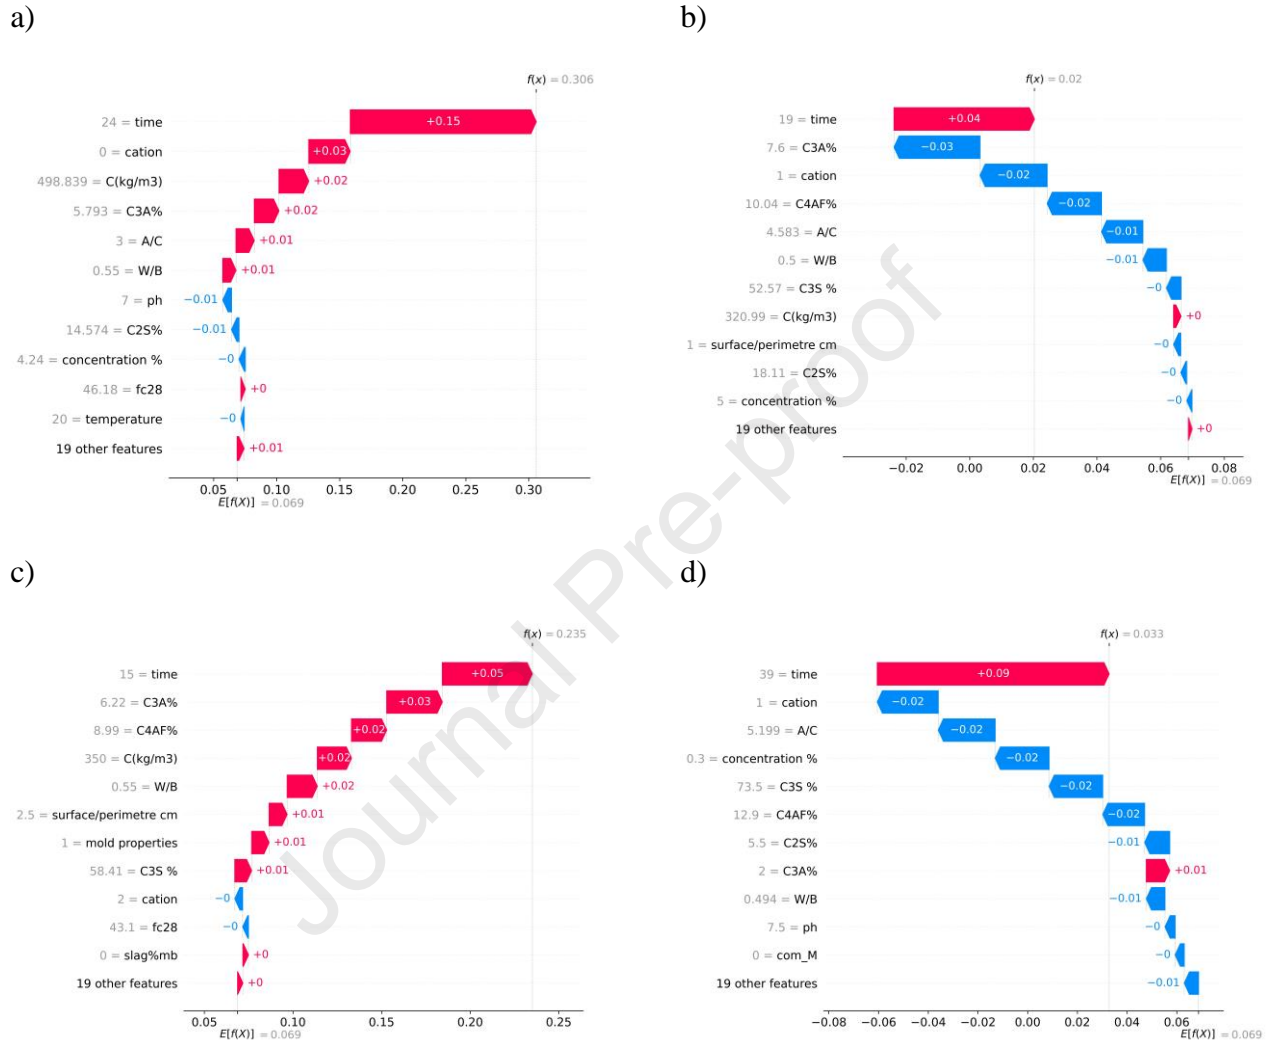 a)
f(x) = 0.306
24 = time
+0.15
0 = cation
+0.03
498.839 = C(kg/m3)
+0.02
5.793 = C3A%
+0.02
3 = A/C
+0.01
0.55 = W/B
+0.01
7 = ph
−0.01
14.574 = C2S%
−0.01
4.24 = concentration %
−0
46.18 = fc28
+0
20 = temperature
−0
19 other features
+0.01
0.05 0.10 0.15 0.20 0.25 0.30
E[f(X)] = 0.069
b)
f(x) = 0.02
19 = time
+0.04
7.6 = C3A%
−0.03
1 = cation
−0.02
10.04 = C4AF%
−0.02
4.583 = A/C
−0.01
0.5 = W/B
−0.01
52.57 = C3S %
−0
320.99 = C(kg/m3)
+0
1 = surface/perimetre cm
−0
18.11 = C2S%
−0
5 = concentration %
−0
19 other features
+0
−0.02 0.00 0.02 0.04 0.06 0.08
E[f(X)] = 0.069
c)
f(x) = 0.235
15 = time
+0.05
6.22 = C3A%
+0.03
8.99 = C4AF%
+0.02
350 = C(kg/m3)
+0.02
0.55 = W/B
+0.02
2.5 = surface/perimetre cm
+0.01
1 = mold properties
+0.01
58.41 = C3S %
+0.01
2 = cation
−0
43.1 = fc28
−0
0 = slag%mb
+0
19 other features
+0
0.05 0.10 0.15 0.20 0.25
E[f(X)] = 0.069
d)
f(x) = 0.033
39 = time
+0.09
1 = cation
−0.02
5.199 = A/C
−0.02
0.3 = concentration %
−0.02
73.5 = C3S %
−0.02
12.9 = C4AF%
−0.02
5.5 = C2S%
−0.01
2 = C3A%
+0.01
0.494 = W/B
−0.01
7.5 = ph
−0
0 = com_M
−0
19 other features
−0.01
−0.08 −0.06 −0.04 −0.02 0.00 0.02 0.04 0.06
E[f(X)] = 0.069
Journal Pre-proof